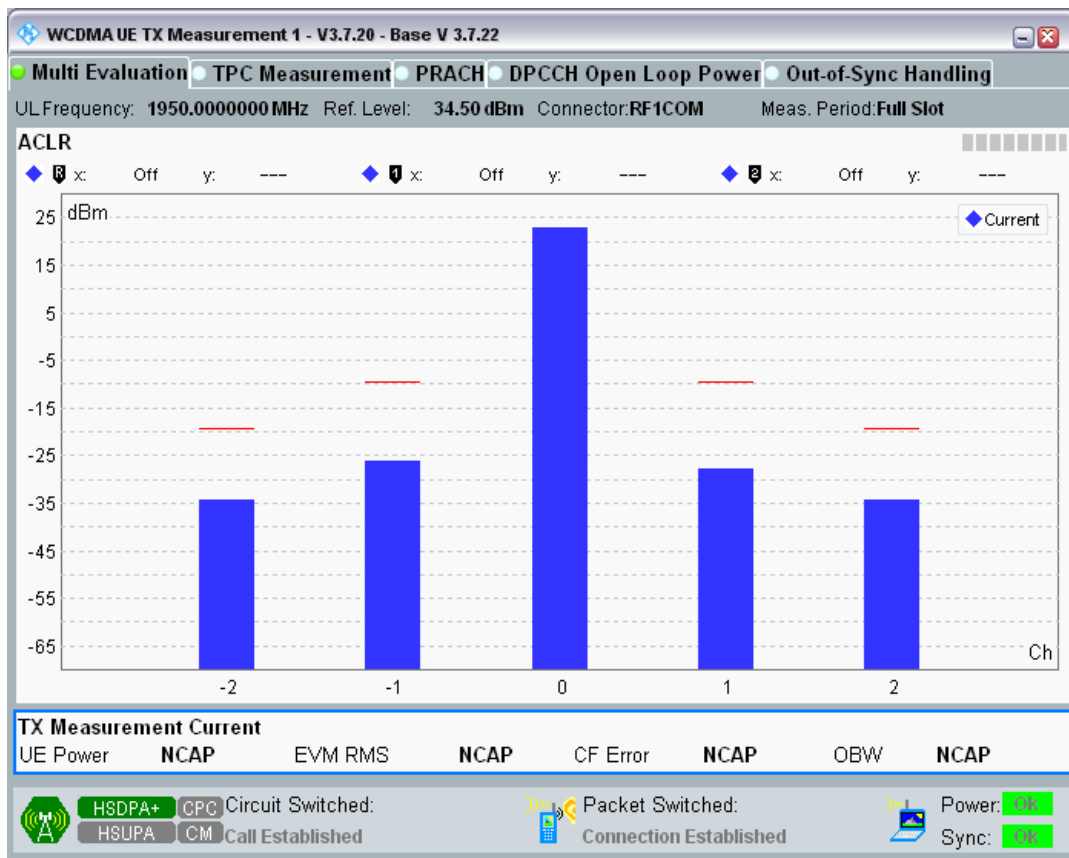 WCDMA UE TX Measurement 1 - V3.7.20 - Base V 3.7.22
Multi Evaluation TPC Measurement PRACH DPCCH Open Loop Power Out-of-Sync Handling
UL Frequency: 1950.0000000 MHz Ref. Level: 34.50 dBm Connector:RF1COM Meas. Period:Full Slot
ACLR
R x: Off y: --- 1 x: Off y: --- 2 x: Off y: ---
dBm
Current
25
15
5
-5
-15
-25
-35
-45
-55
-65
Ch
-2 -1 0 1 2
TX Measurement Current
UE Power NCAP EVM RMS NCAP CF Error NCAP OBW NCAP
HSDPA+ CPC Circuit Switched: Packet Switched: Power: Ok
HSUPA CM Call Established Connection Established Sync: Ok